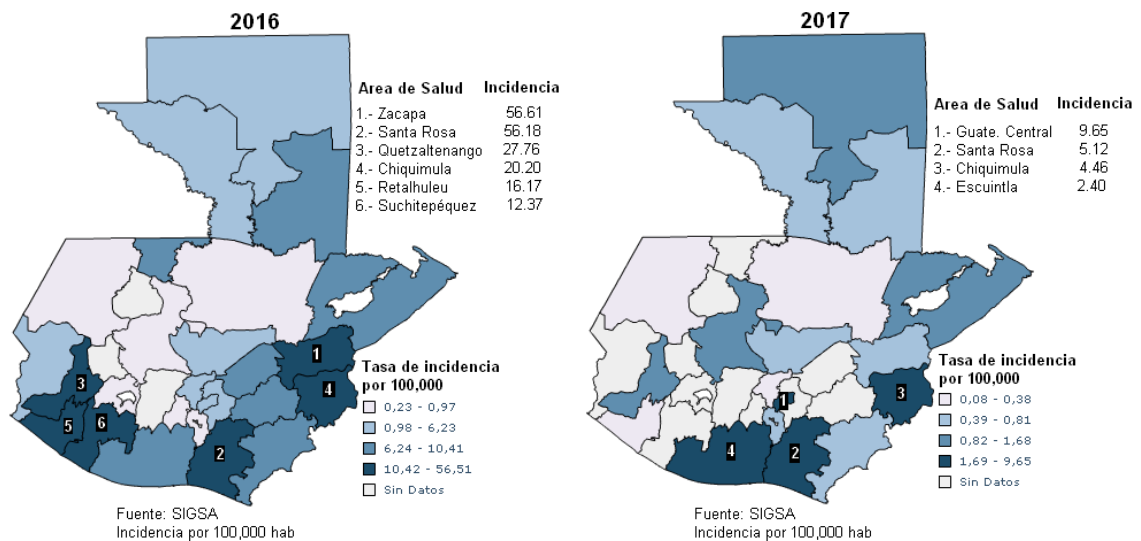 2016
Area de Salud Incidencia
1.- Zacapa 56.61
2.- Santa Rosa 56.18
3.- Quetzaltenango 27.76
4.- Chiquimula 20.20
5.- Retalhuleu 16.17
6.- Suchitepéquez 12.37
1
3
4
6
5
2
Tasa de incidencia
por 100,000
0,23 - 0,97
0,98 - 6,23
6,24 - 10,41
10,42 - 56,51
Sin Datos
Fuente: SIGSA
Incidencia por 100,000 hab
2017
Area de Salud Incidencia
1.- Guate. Central 9.65
2.- Santa Rosa 5.12
3.- Chiquimula 4.46
4.- Escuintla 2.40
3
1
4
2
Tasa de incidencia
por 100,000
0,08 - 0,38
0,39 - 0,81
0,82 - 1,68
1,69 - 9,65
Sin Datos
Fuente: SIGSA
Incidencia por 100,000 hab